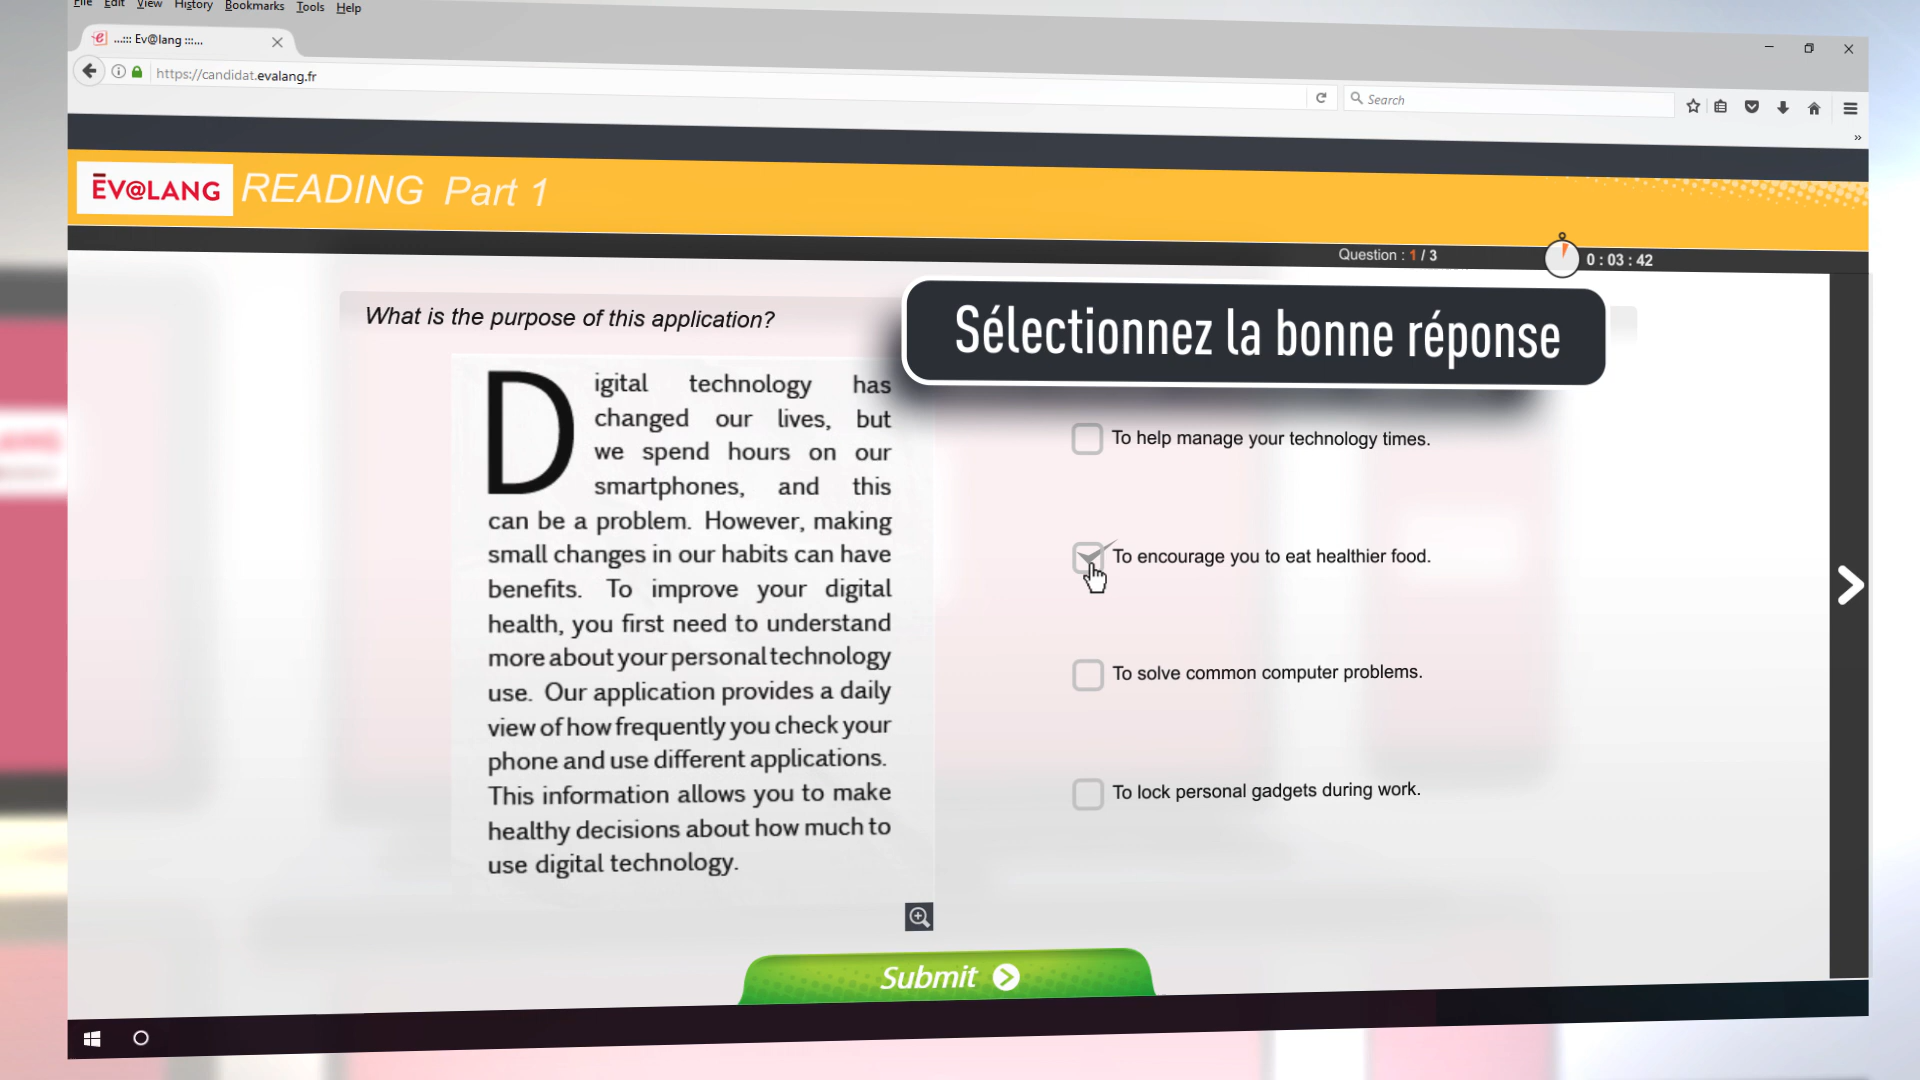 File Edit View History Bookmarks Tools Help
...::: Ev@lang :::...
https://candidat.evalang.fr
Search
»
EV@LANG READING Part 1
Question : 1 / 3
0 : 03 : 42
Sélectionnez la bonne réponse
What is the purpose of this application?
Digital technology has
changed our lives, but
we spend hours on our
smartphones, and this
can be a problem. However, making
small changes in our habits can have
benefits. To improve your digital
health, you first need to understand
more about your personal technology
use. Our application provides a daily
view of how frequently you check your
phone and use different applications.
This information allows you to make
healthy decisions about how much to
use digital technology.
To help manage your technology times.
To encourage you to eat healthier food.
To solve common computer problems.
To lock personal gadgets during work.
Submit